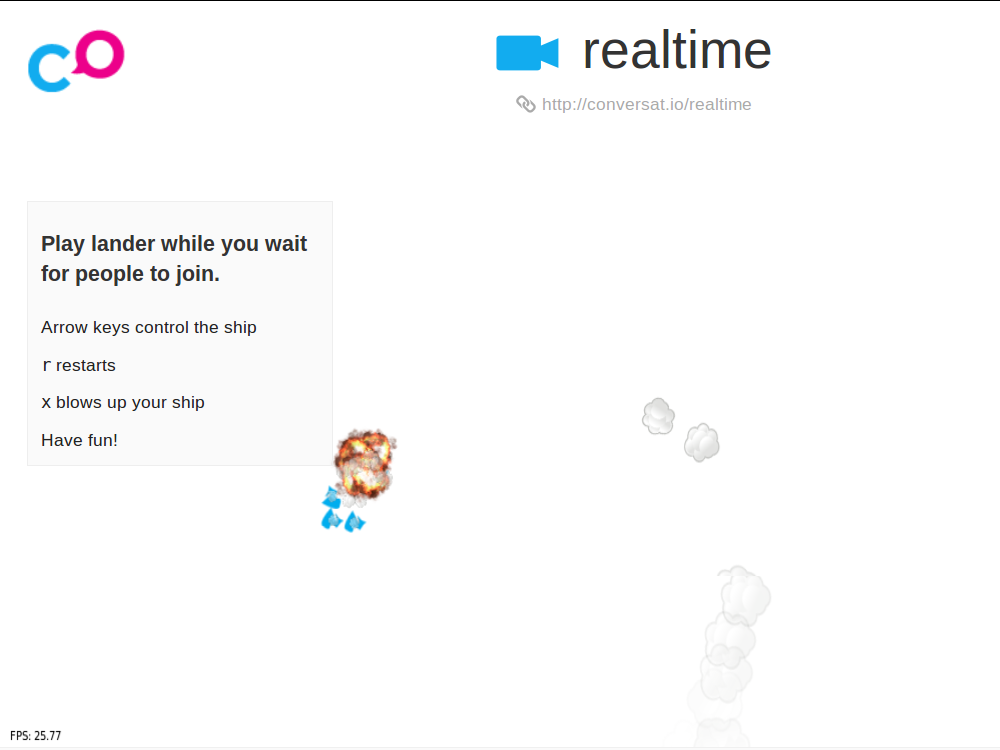 co
realtime
http://conversat.io/realtime
Play lander while you wait
for people to join.
Arrow keys control the ship
r restarts
x blows up your ship
Have fun!
FPS: 25.77